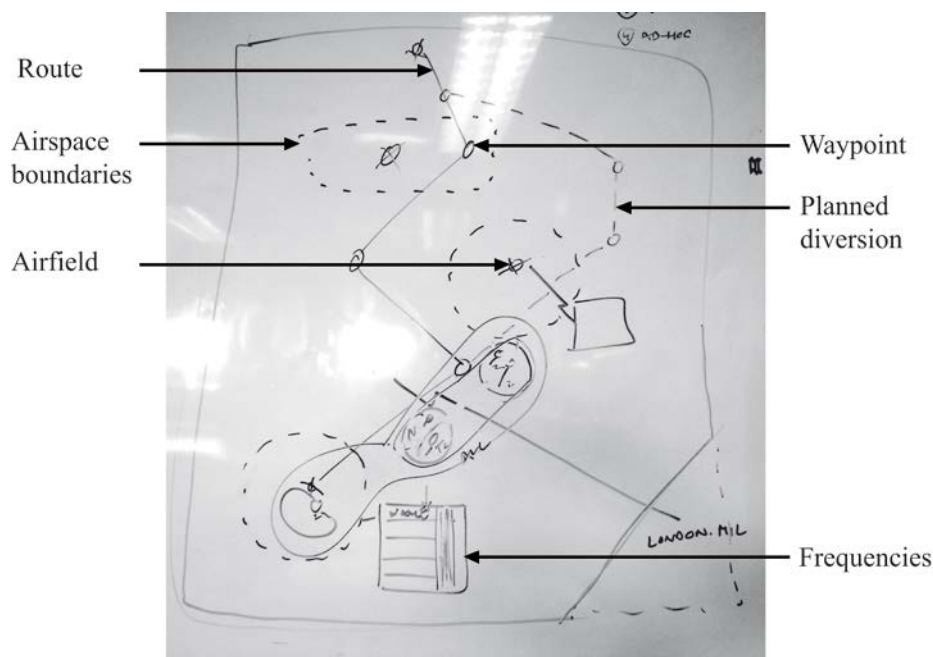 AD-HOC
Route
Airspace
boundaries
Waypoint
Planned
diversion
Airfield
LONDON. MIL
Frequencies